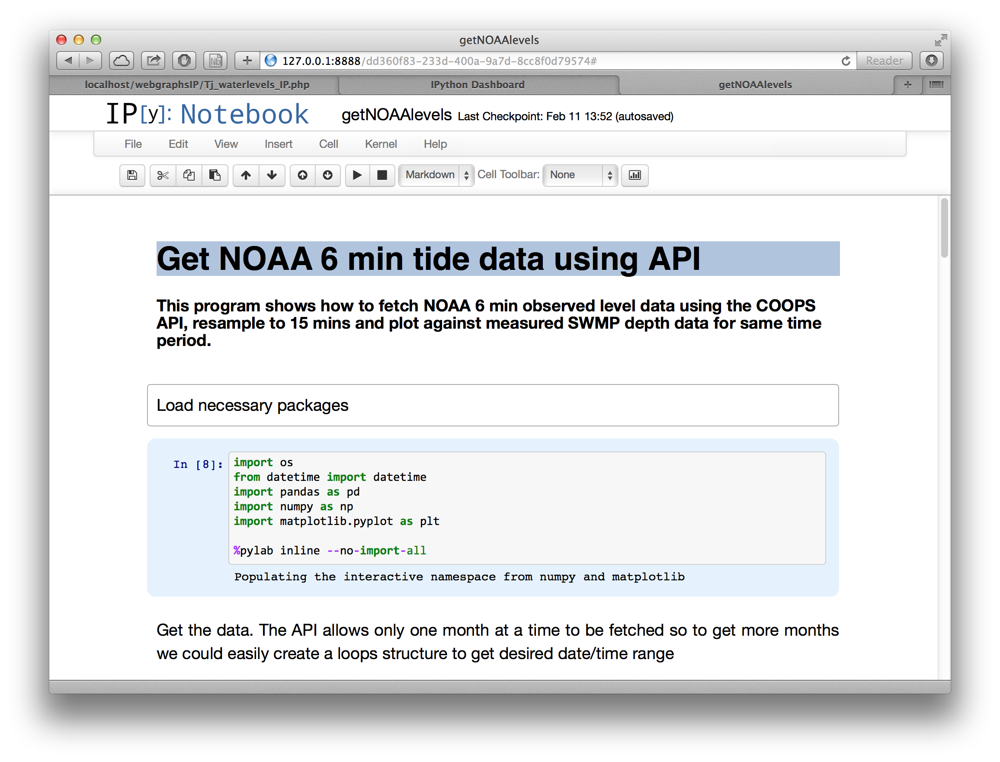 getNOAAlevels
127.0.0.1:8888/dd360f83-233d-400a-9a7d-8cc8f0d79574#
Reader
localhost/webgraphsIP/Tj_waterlevels_IP.php IPython Dashboard getNOAAlevels
IP[y]: Notebook getNOAAlevels Last Checkpoint: Feb 11 13:52 (autosaved)
File Edit View Insert Cell Kernel Help
Markdown Cell Toolbar: None
Get NOAA 6 min tide data using API
This program shows how to fetch NOAA 6 min observed level data using the COOPS
API, resample to 15 mins and plot against measured SWMP depth data for same time
period.
Load necessary packages
In [8]: import os
from datetime import datetime
import pandas as pd
import numpy as np
import matplotlib.pyplot as plt
%pylab inline --no-import-all
Populating the interactive namespace from numpy and matplotlib
Get the data. The API allows only one month at a time to be fetched so to get more months
we could easily create a loops structure to get desired date/time range